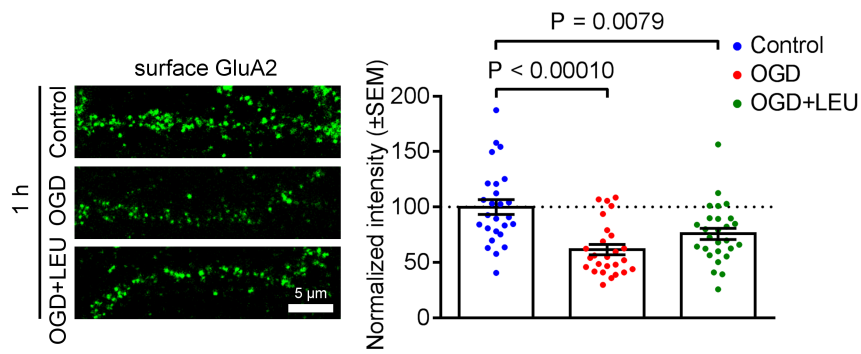 surface GluA2
1 h
Control
OGD
OGD+LEU
5 µm
P = 0.0079
P < 0.00010
Control
OGD
OGD+LEU
Normalized intensity (±SEM)
200
150
100
50
0